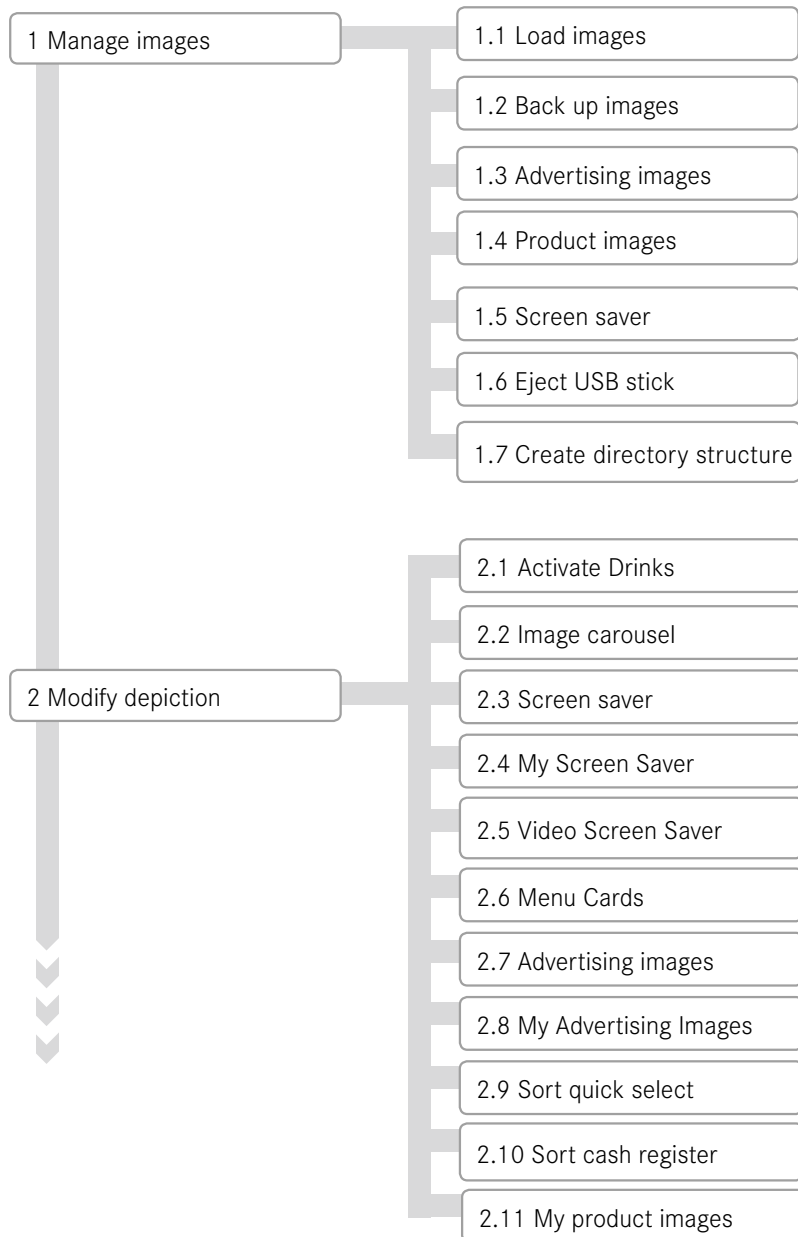 1 Manage images
1.1 Load images
1.2 Back up images
1.3 Advertising images
1.4 Product images
1.5 Screen saver
1.6 Eject USB stick
1.7 Create directory structure
2 Modify depiction
2.1 Activate Drinks
2.2 Image carousel
2.3 Screen saver
2.4 My Screen Saver
2.5 Video Screen Saver
2.6 Menu Cards
2.7 Advertising images
2.8 My Advertising Images
2.9 Sort quick select
2.10 Sort cash register
2.11 My product images